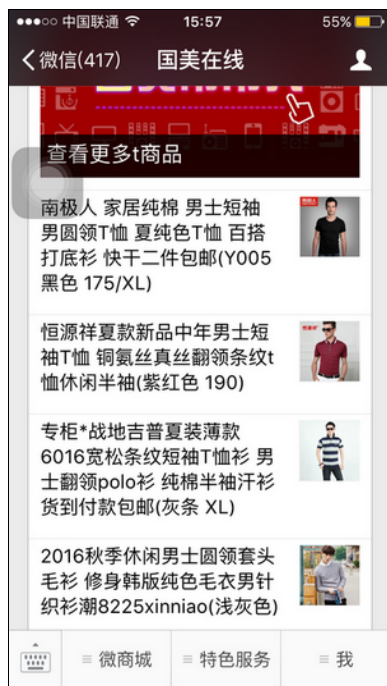 中国联通
15:57
55%
微信(417)
国美在线
查看更多t商品
南极人 家居纯棉 男士短袖
男圆领T恤 夏纯色T恤 百搭
打底衫 快干二件包邮(Y005
黑色 175/XL)
恒源祥夏款新品中年男士短
袖T恤 铜氨丝真丝翻领条纹t
恤休闲半袖(紫红色 190)
专柜*战地吉普夏装薄款
6016宽松条纹短袖T恤衫 男
士翻领polo衫 纯棉半袖汗衫
货到付款包邮(灰条 XL)
2016秋季休闲男士圆领套头
毛衫 修身韩版纯色毛衣男针
织衫潮8225xinniao(浅灰色)
微商城
特色服务
我